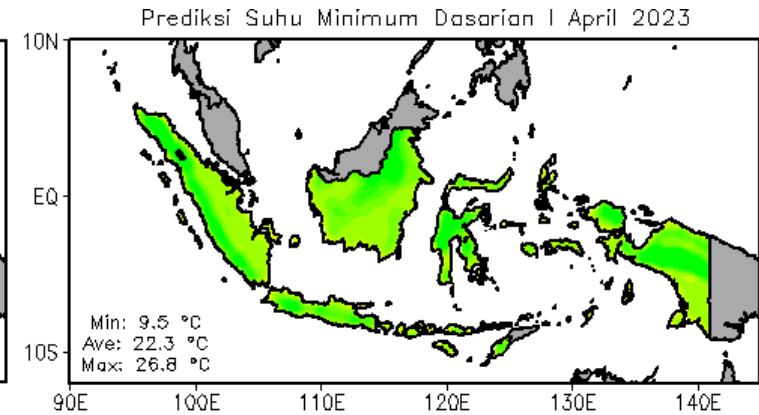 Prediksi Suhu Minimum Dasarian I April 2023
10N
EQ
10S
Min: 9.5 °C
Ave: 22.3 °C
Max: 26.8 °C
90E 100E 110E 120E 130E 140E